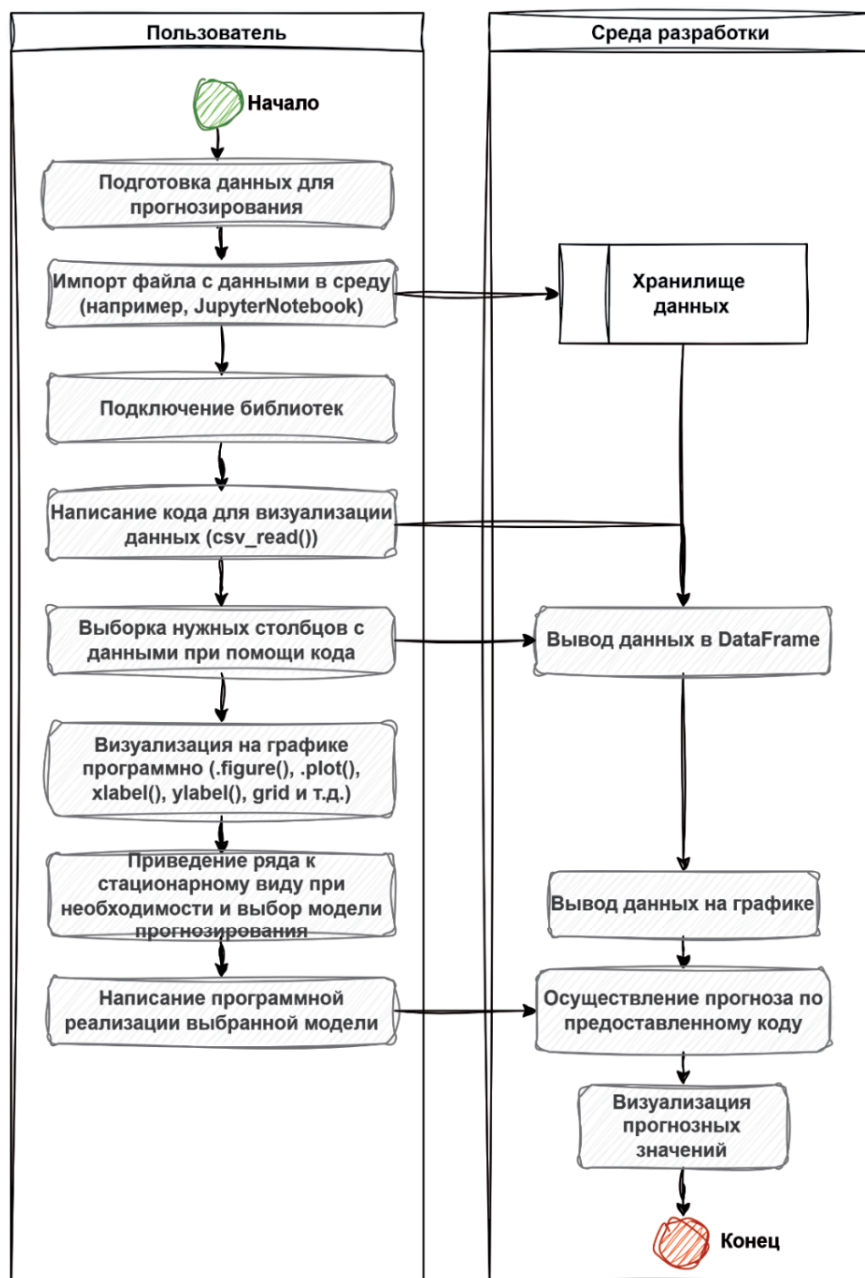 Пользователь
Среда разработки
Начало
Подготовка данных для
прогнозирования
Импорт файла с данными в среду
(например, JupyterNotebook)
Хранилище
данных
Подключение библиотек
Написание кода для визуализации
данных (csv_read())
Выборка нужных столбцов с
данными при помощи кода
Вывод данных в DataFrame
Визуализация на графике
программно (.figure(), .plot(),
xlabel(), ylabel(), grid и т.д.)
Приведение ряда к
стационарному виду при
необходимости и выбор модели
прогнозирования
Вывод данных на графике
Написание программной
реализации выбранной модели
Осуществление прогноза по
предоставленному коду
Визуализация
прогнозных
значений
Конец